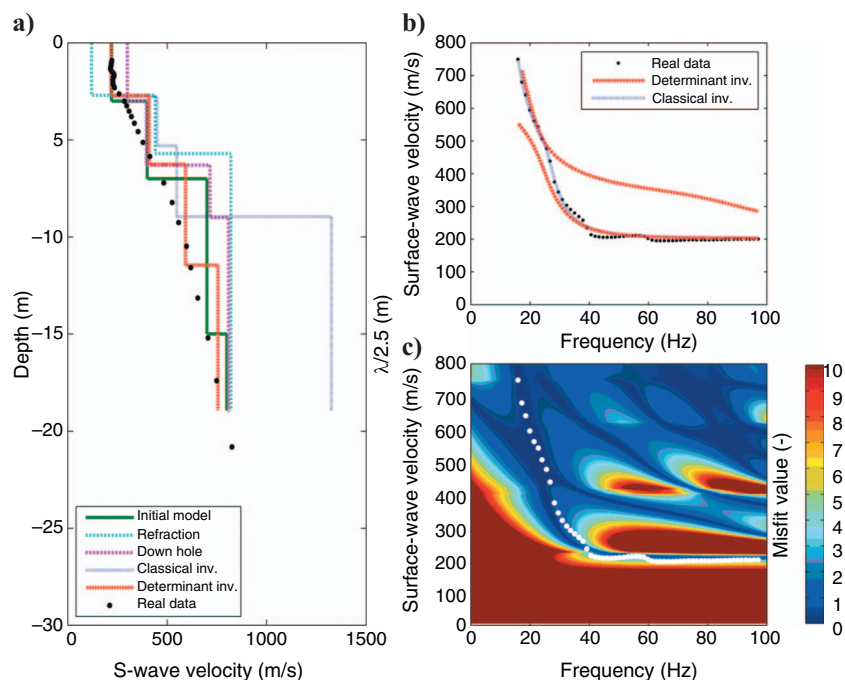 a)
0
−5
−10
−15
−20
−25
−30
Depth (m)
λ/2.5 (m)
Initial model
Refraction
Down hole
Classical inv.
Determinant inv.
Real data
0 500 1000 1500
S-wave velocity (m/s)
b)
800
700
600
500
400
300
200
100
0
Surface-wave velocity (m/s)
Real data
Determinant inv.
Classical inv.
0 20 40 60 80 100
Frequency (Hz)
c)
800
700
600
500
400
300
200
100
0
Surface-wave velocity (m/s)
0 20 40 60 80 100
Frequency (Hz)
Misfit value (-)
10
9
8
7
6
5
4
3
2
1
0